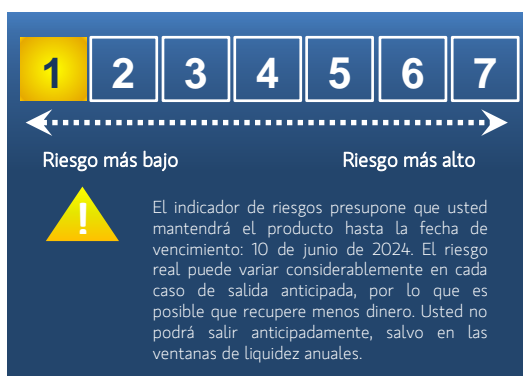 1 2 3 4 5 6 7
Riesgo más bajo Riesgo más alto
!
El indicador de riesgos presupone que usted
mantendrá el producto hasta la fecha de
vencimiento: 10 de junio de 2024. El riesgo
real puede variar considerablemente en cada
caso de salida anticipada, por lo que es
posible que recupere menos dinero. Usted no
podrá salir anticipadamente, salvo en las
ventanas de liquidez anuales.